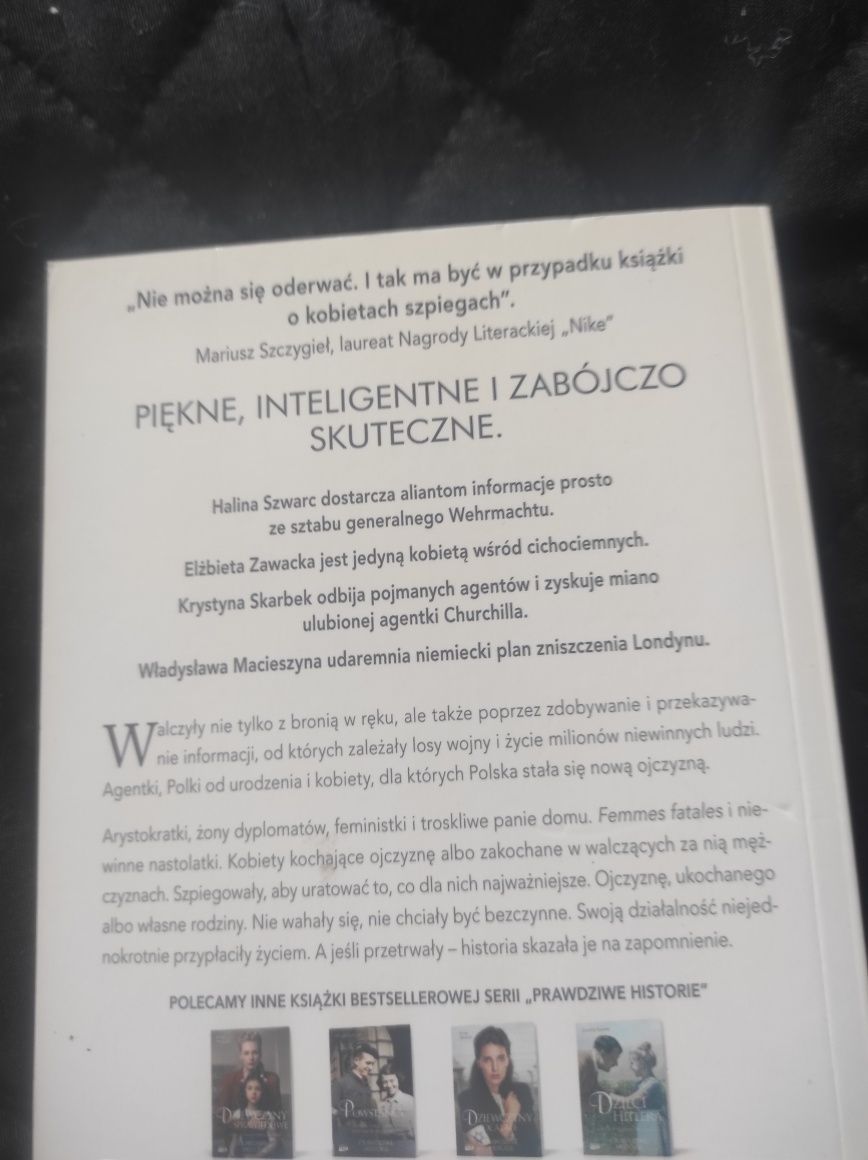 „Nie można się oderwać. I tak ma być w przypadku książki
o kobietach szpiegach”.
Mariusz Szczygieł, laureat Nagrody Literackiej „Nike”
PIĘKNE, INTELIGENTNE I ZABÓJCZO
SKUTECZNE.
Halina Szwarc dostarcza aliantom informacje prosto
ze sztabu generalnego Wehrmachtu.
Elżbieta Zawacka jest jedyną kobietą wśród cichociemnych.
Krystyna Skarbek odbija pojmanych agentów i zyskuje miano
ulubionej agentki Churchilla.
Władysława Macieszyna udaremnia niemiecki plan zniszczenia Londynu.
Walczyły nie tylko z bronią w ręku, ale także poprzez zdobywanie i przekazywa-
nie informacji, od których zależały losy wojny i życie milionów niewinnych ludzi.
Agentki, Polki od urodzenia i kobiety, dla których Polska stała się nową ojczyzną.
Arystokratki, żony dyplomatów, feministki i troskliwe panie domu. Femmes fatales i nie-
winne nastolatki. Kobiety kochające ojczyznę albo zakochane w walczących za nią męż-
czyznach. Szpiegowały, aby uratować to, co dla nich najważniejsze. Ojczyznę, ukochanego
albo własne rodziny. Nie wahały się, nie chciały być bezczynne. Swoją działalność niejed-
nokrotnie przypłaciły życiem. A jeśli przetrwały – historia skazała je na zapomnienie.
POLECAMY INNE KSIĄŻKI BESTSELLEROWEJ SERII „PRAWDZIWE HISTORIE”
DZIECI
HITLERA